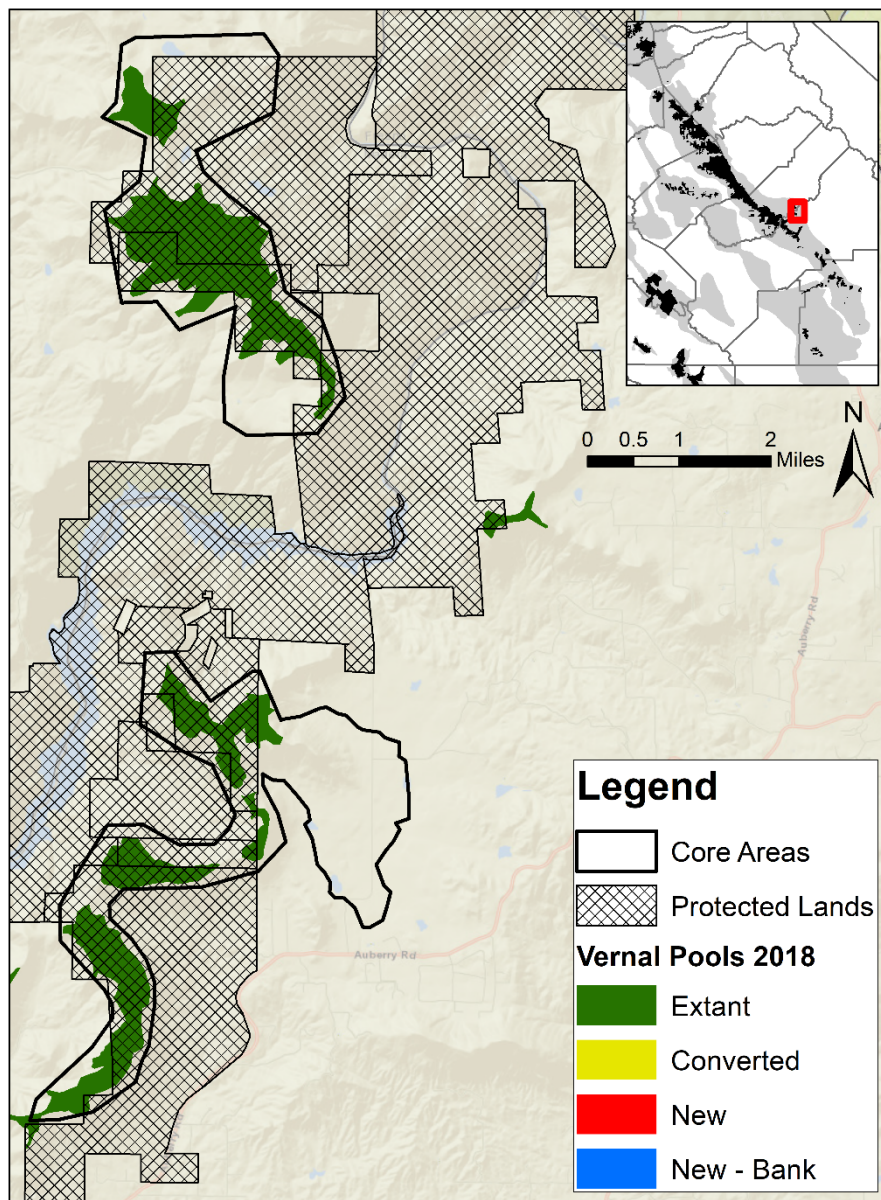 N
0 0.5 1 2
Miles
Auberry Rd
Auberry Rd
Legend
Core Areas
Protected Lands
Vernal Pools 2018
Extant
Converted
New
New - Bank